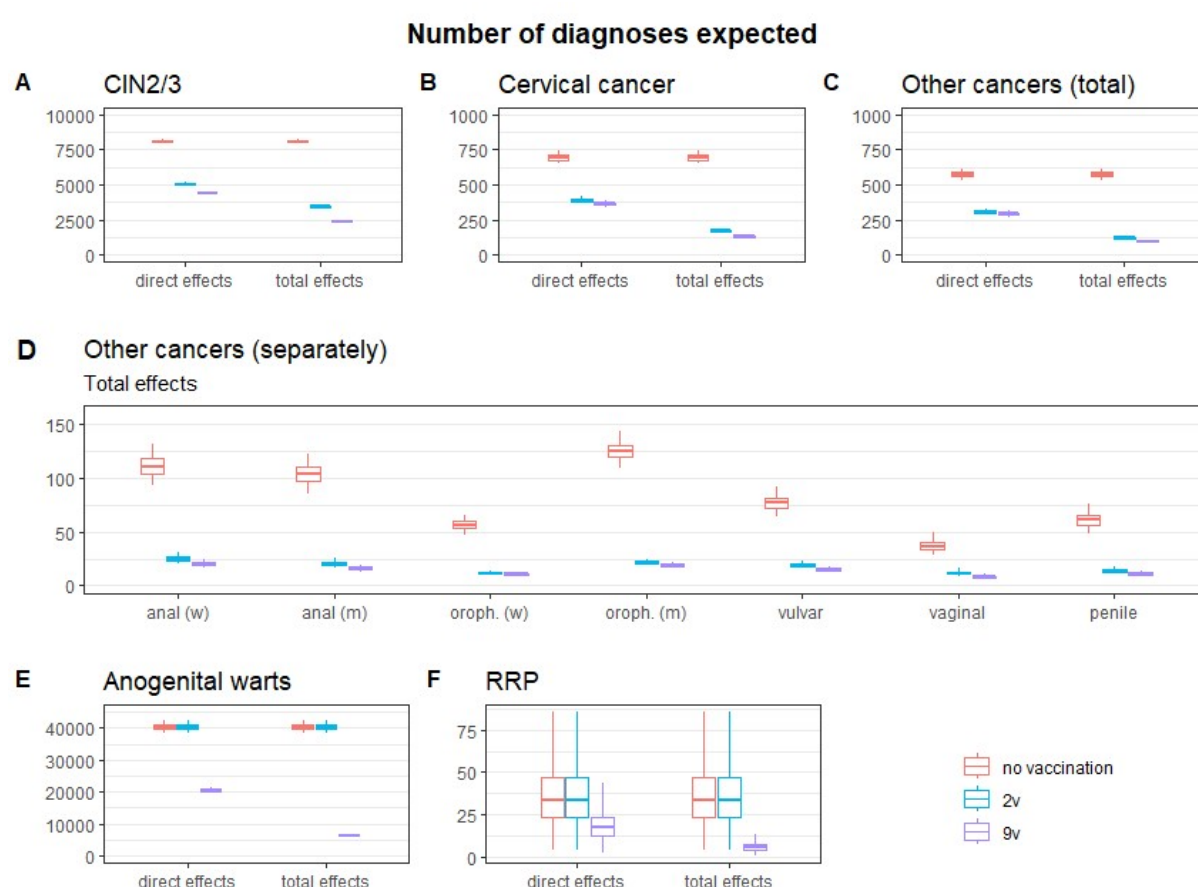 Number of diagnoses expected
A CIN2/3
B Cervical cancer
C Other cancers (total)
10000
7500
5000
2500
0
direct effects total effects
1000
750
500
250
0
direct effects total effects
1000
750
500
250
0
direct effects total effects
D Other cancers (separately)
Total effects
150
100
50
0
anal (w) anal (m) oroph. (w) oroph. (m) vulvar vaginal penile
E Anogenital warts
40000
30000
20000
10000
0
direct effects total effects
F RRP
75
50
25
0
direct effects total effects
no vaccination
2v
9v